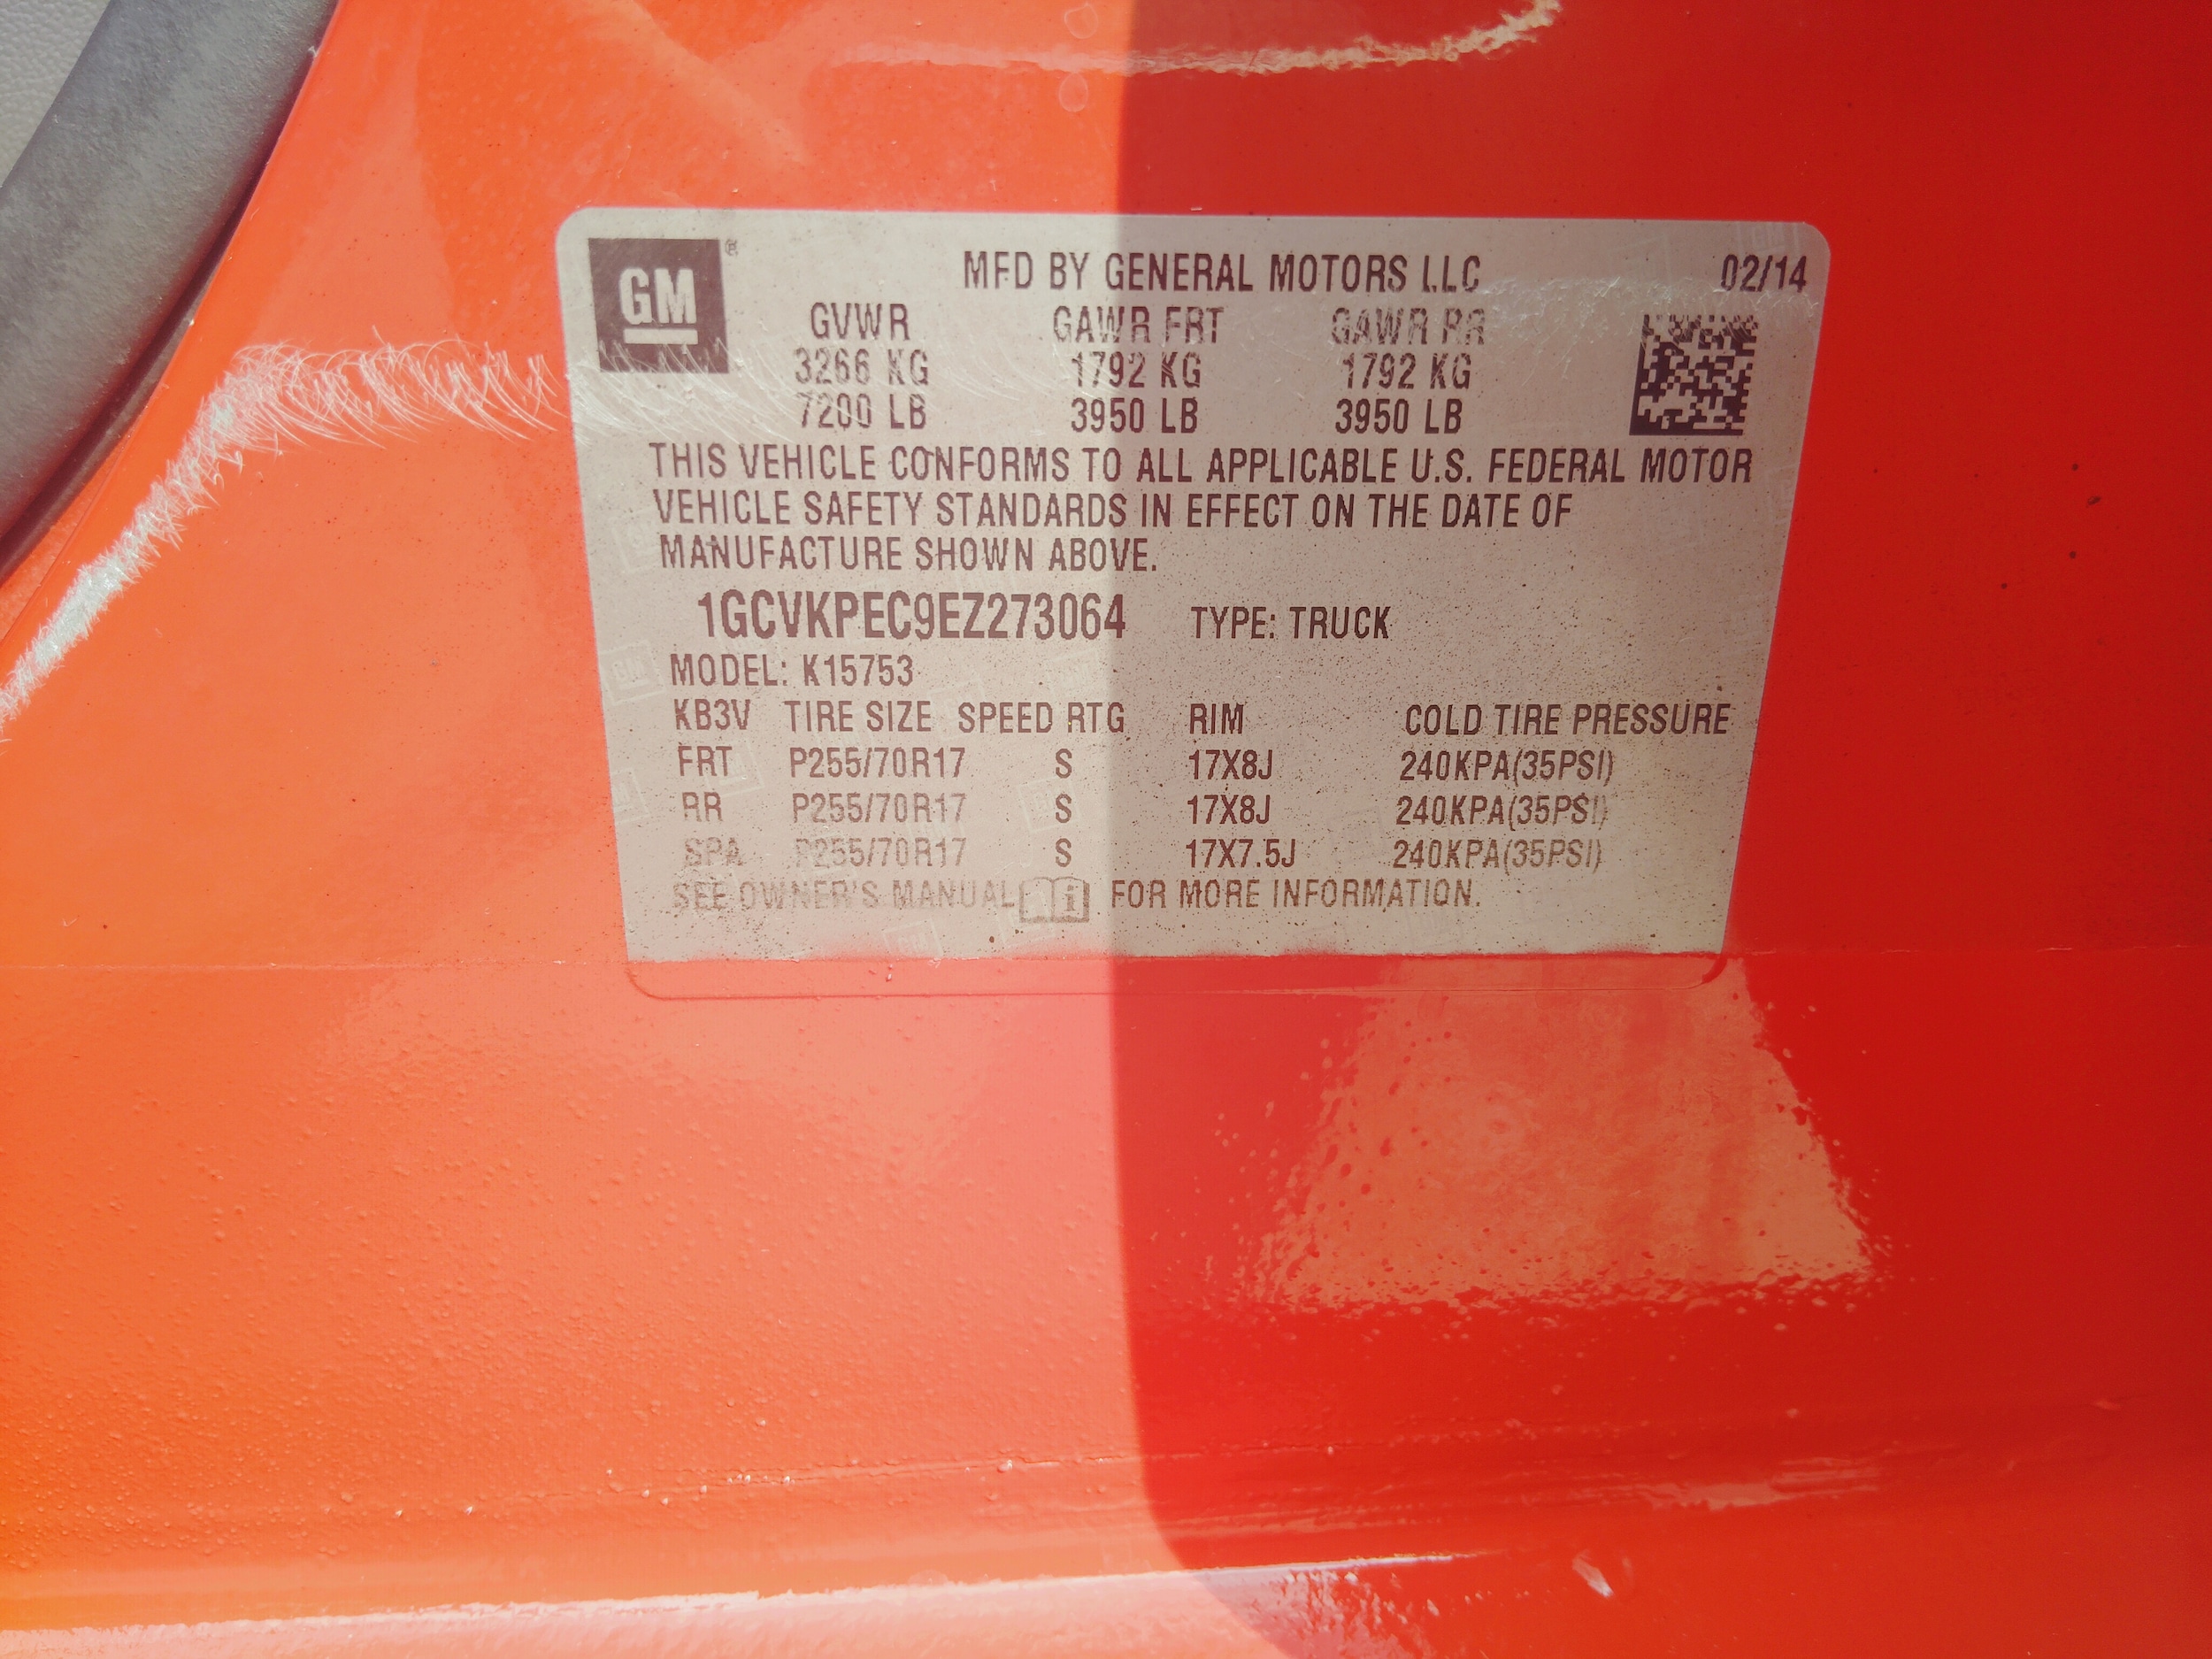 GM ®
MFD BY GENERAL MOTORS LLC 02/14
GVWR GAWR FRT GAWR RR
3266 KG 1792 KG 1792 KG
7200 LB 3950 LB 3950 LB
THIS VEHICLE CONFORMS TO ALL APPLICABLE U.S. FEDERAL MOTOR
VEHICLE SAFETY STANDARDS IN EFFECT ON THE DATE OF
MANUFACTURE SHOWN ABOVE.
1GCVKPEC9EZ273064 TYPE: TRUCK
MODEL: K15753
KB3V TIRE SIZE SPEED RTG RIM COLD TIRE PRESSURE
FRT P255/70R17 S 17X8J 240KPA(35PSI)
RR P255/70R17 S 17X8J 240KPA(35PSI)
SPA P255/70R17 S 17X7.5J 240KPA(35PSI)
SEE OWNER'S MANUAL i FOR MORE INFORMATION.